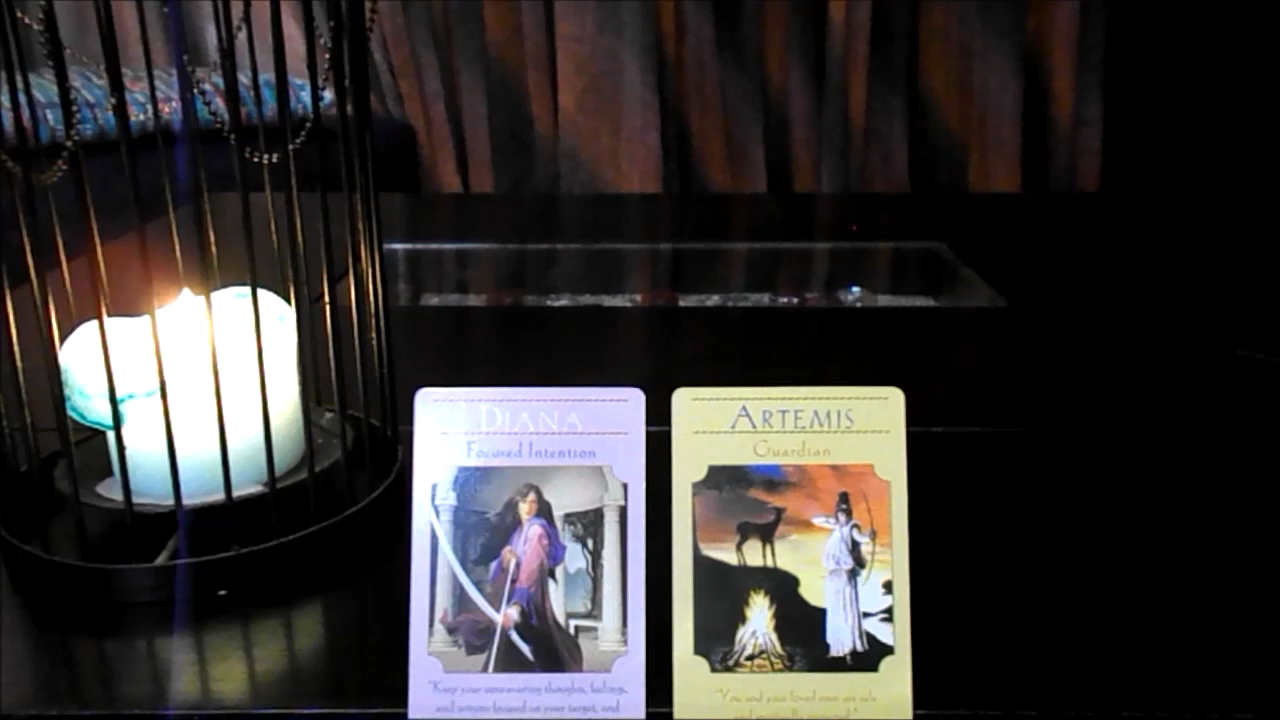 DIANA
Focused Intention
"Keep your unwavering thoughts, feelings,
and actions focused on your target, and
ARTEMIS
Guardian
"You and your loved ones are safe
and